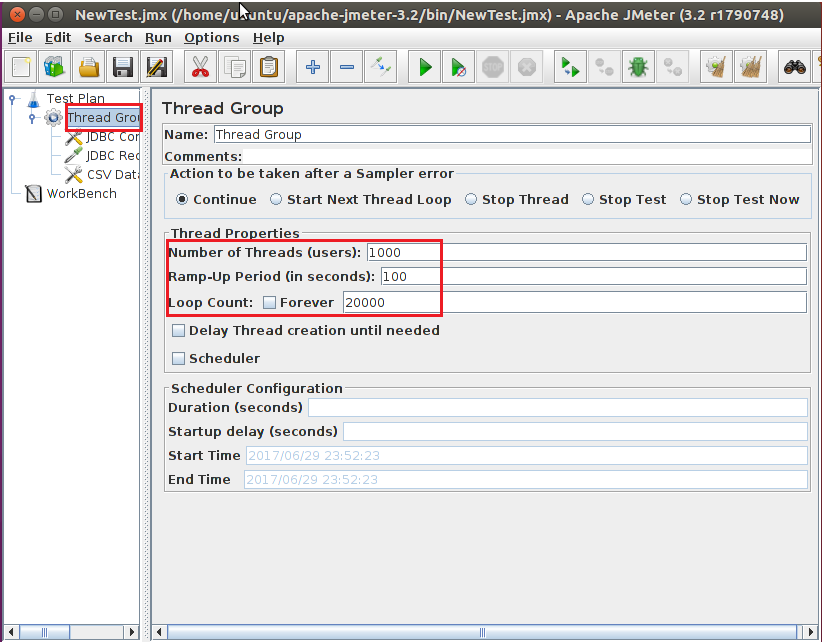 NewTest.jmx (/home/ubuntu/apache-jmeter-3.2/bin/NewTest.jmx) - Apache JMeter (3.2 r1790748)
File Edit Search Run Options Help
STOP
Test Plan
Thread Grou
JDBC Con
JDBC Req
CSV Data
WorkBench
Thread Group
Name: Thread Group
Comments:
Action to be taken after a Sampler error
Continue Start Next Thread Loop Stop Thread Stop Test Stop Test Now
Thread Properties
Number of Threads (users): 1000
Ramp-Up Period (in seconds): 100
Loop Count: Forever 20000
Delay Thread creation until needed
Scheduler
Scheduler Configuration
Duration (seconds)
Startup delay (seconds)
Start Time 2017/06/29 23:52:23
End Time 2017/06/29 23:52:23